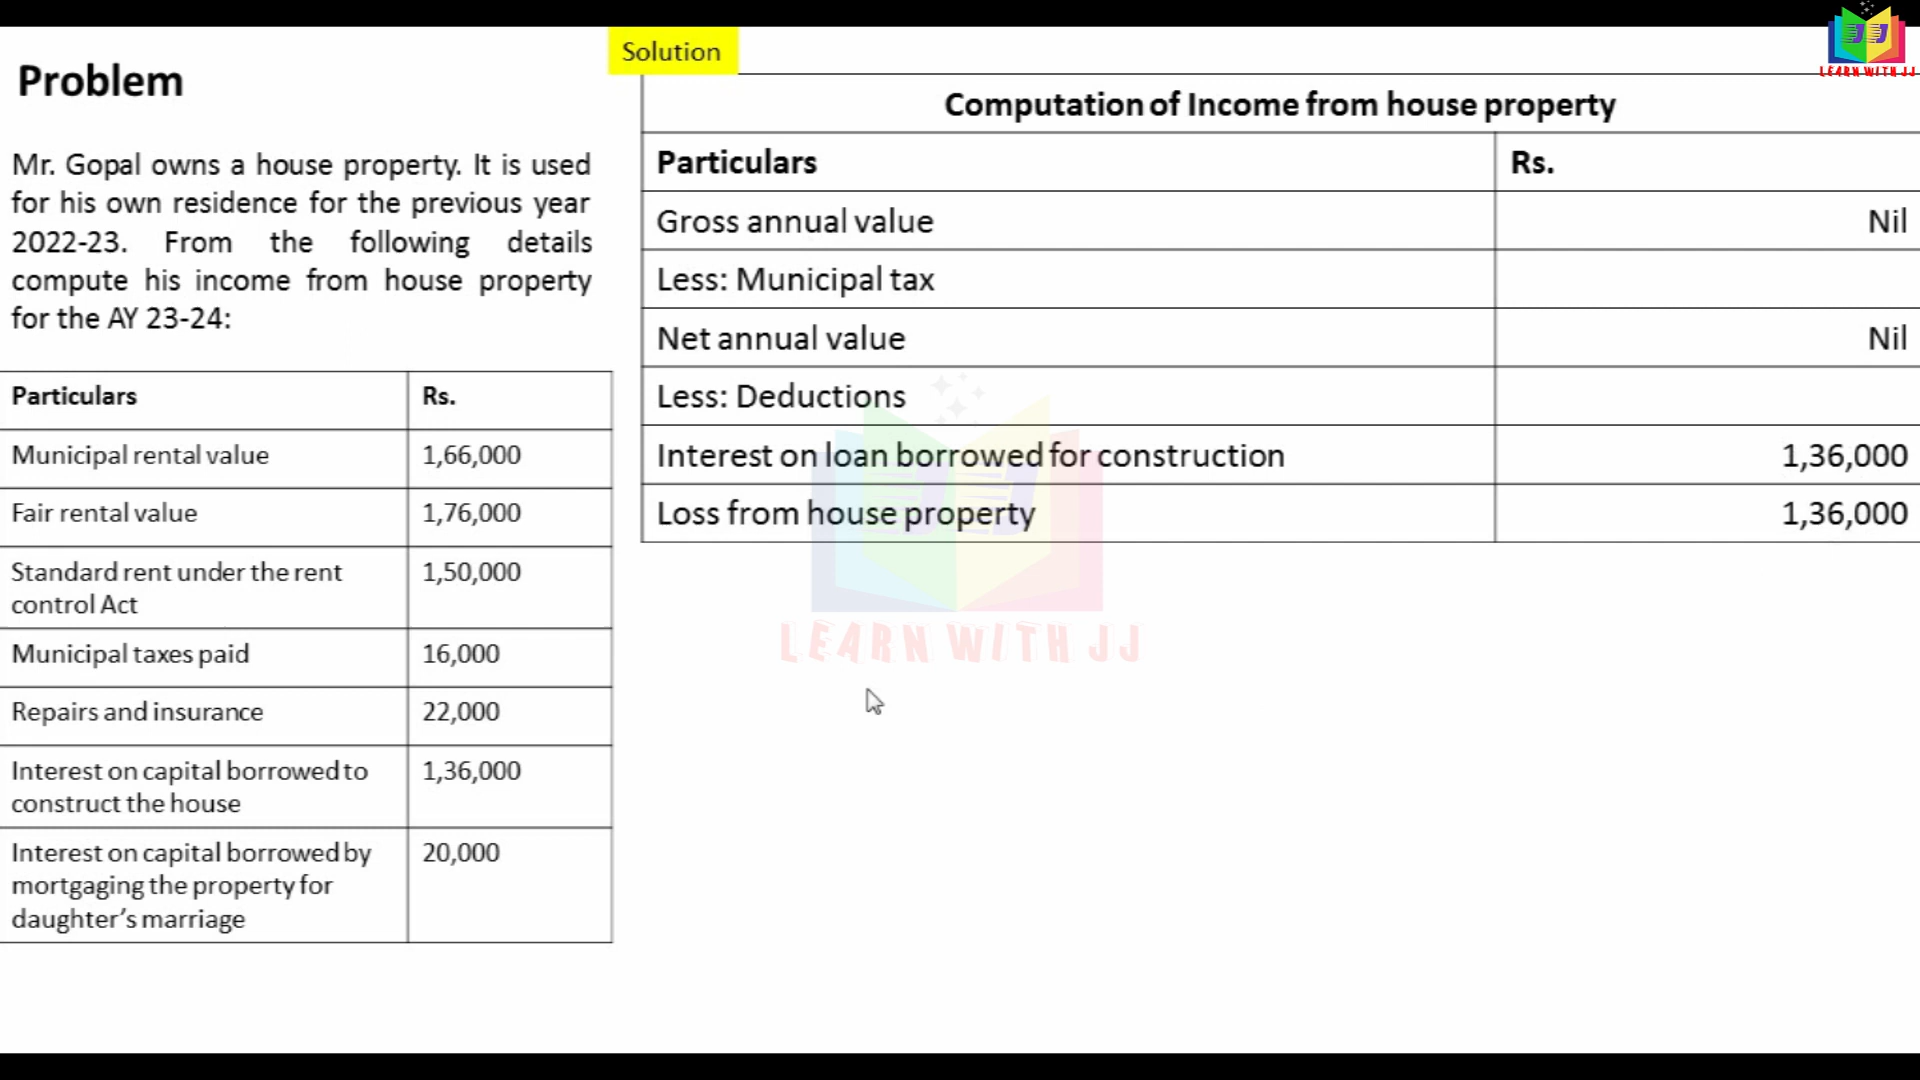 Problem
Mr. Gopal owns a house property. It is used
for his own residence for the previous year
2022-23. From the following details
compute his income from house property
for the AY 23-24:
Particulars Rs.
Municipal rental value 1,66,000
Fair rental value 1,76,000
Standard rent under the rent 1,50,000
control Act
Municipal taxes paid 16,000
Repairs and insurance 22,000
Interest on capital borrowed to 1,36,000
construct the house
Interest on capital borrowed by 20,000
mortgaging the property for
daughter’s marriage
Solution
Computation of Income from house property
Particulars Rs.
Gross annual value Nil
Less: Municipal tax
Net annual value Nil
Less: Deductions
Interest on loan borrowed for construction 1,36,000
Loss from house property 1,36,000
LEARN WITH JJ
JJ
LEARN WITH JJ